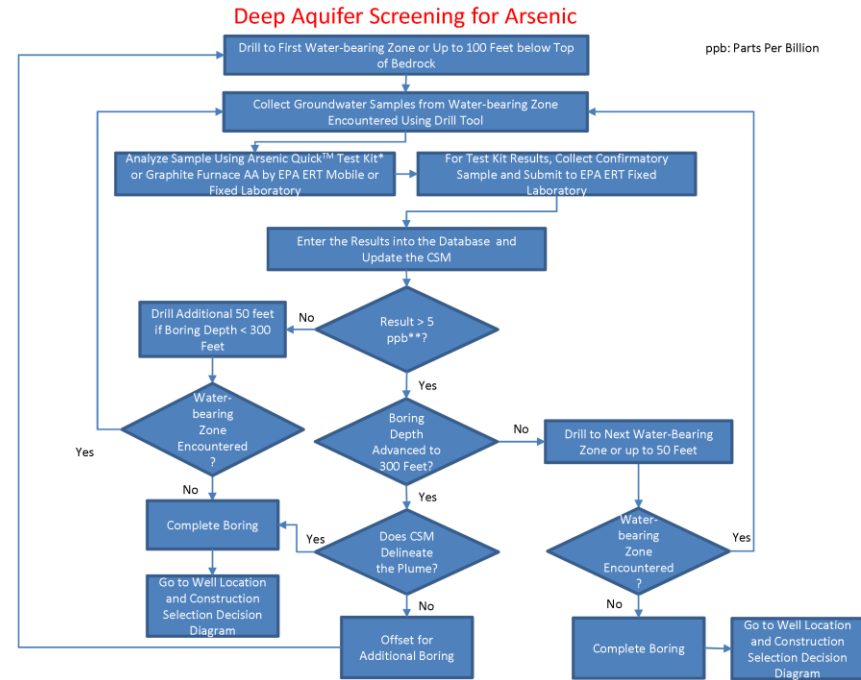 Deep Aquifer Screening for Arsenic
Drill to First Water-bearing Zone or Up to 100 Feet below Top
of Bedrock
ppb: Parts Per Billion
Collect Groundwater Samples from Water-bearing Zone
Encountered Using Drill Tool
Analyze Sample Using Arsenic Quick™ Test Kit*
or Graphite Furnace AA by EPA ERT Mobile or
Fixed Laboratory
For Test Kit Results, Collect Confirmatory
Sample and Submit to EPA ERT Fixed
Laboratory
Enter the Results into the Database and
Update the CSM
Drill Additional 50 feet
if Boring Depth < 300
Feet
No
Result > 5
ppb**?
Yes
Water-
bearing
Zone
Encountered
?
Yes
No
Boring
Depth
Advanced to
300 Feet?
No
Drill to Next Water-Bearing
Zone or up to 50 Feet
Yes
Complete Boring
Yes
Does CSM
Delineate
the Plume?
Water-
bearing
Zone
Encountered
?
Yes
Go to Well Location
and Construction
Selection Decision
Diagram
No
No
Offset for
Additional Boring
Complete Boring
Go to Well Location
and Construction
Selection Decision
Diagram